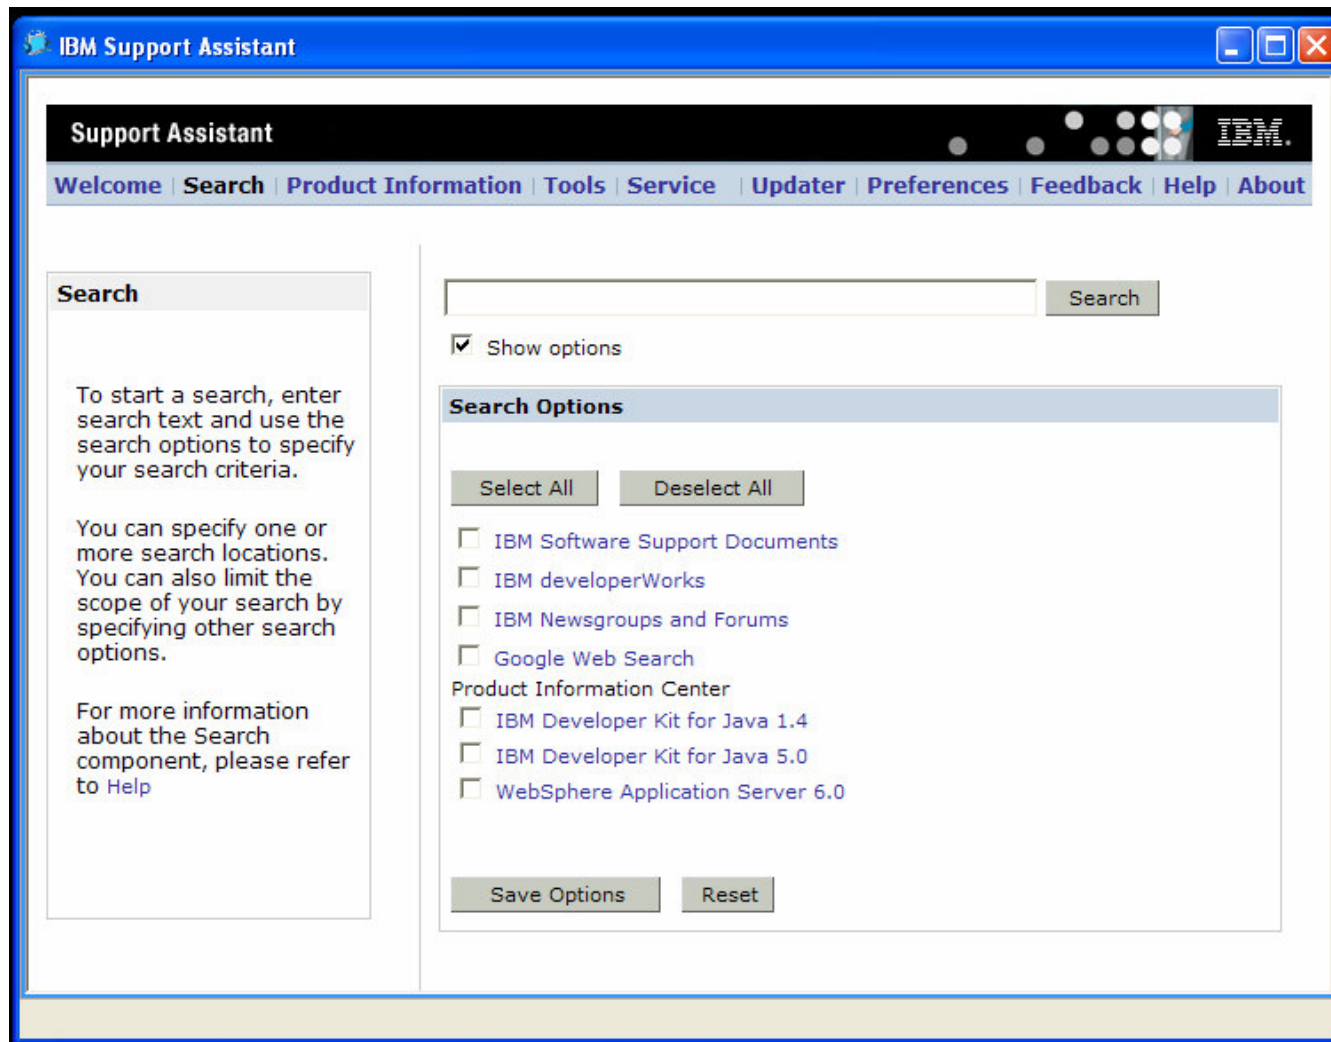 IBM Support Assistant
Support Assistant
IBM.
Welcome | Search | Product Information | Tools | Service | Updater | Preferences | Feedback | Help | About
Search
To start a search, enter
search text and use the
search options to specify
your search criteria.
You can specify one or
more search locations.
You can also limit the
scope of your search by
specifying other search
options.
For more information
about the Search
component, please refer
to Help
Search
Show options
Search Options
Select All
Deselect All
IBM Software Support Documents
IBM developerWorks
IBM Newsgroups and Forums
Google Web Search
Product Information Center
IBM Developer Kit for Java 1.4
IBM Developer Kit for Java 5.0
WebSphere Application Server 6.0
Save Options
Reset